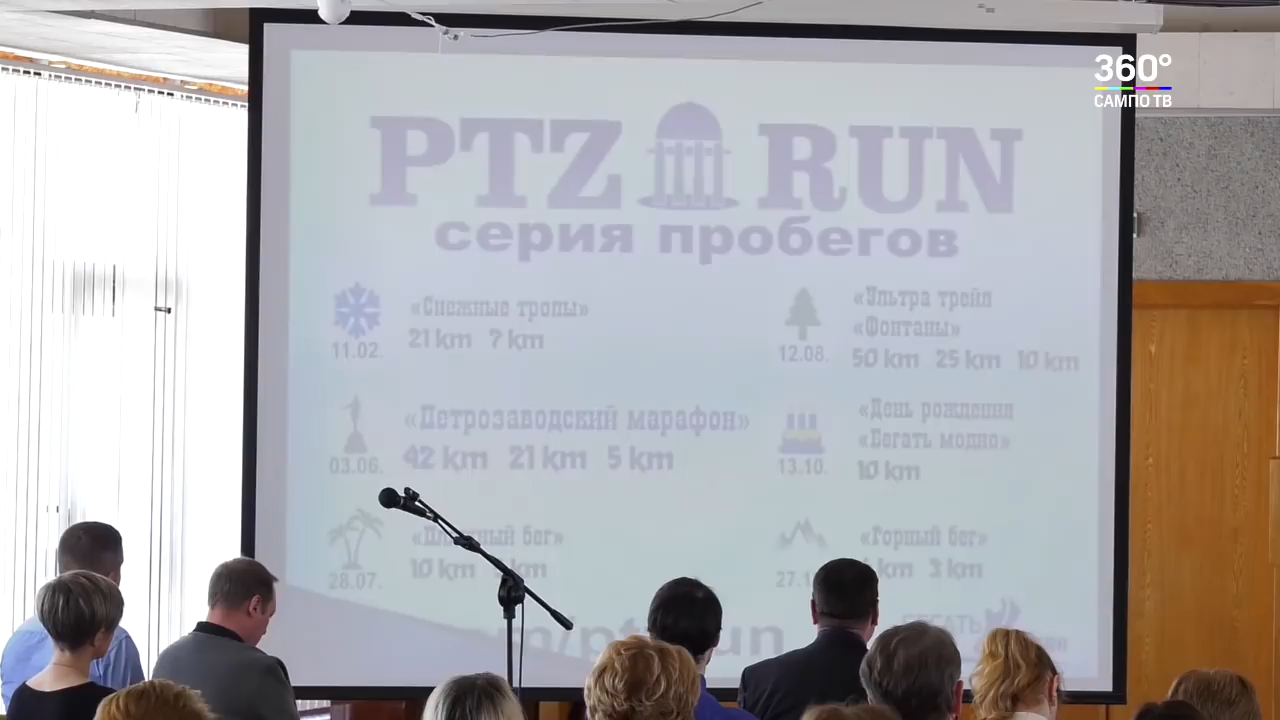 360°
САМПО ТВ
PTZ RUN
серия пробегов
«Снежные тропы»
21 km 7 km
11.02.
«Ультра трейл
«Фонтаны»
50 km 25 km 10 km
12.08.
«Петрозаводский марафон»
42 km 21 km 5 km
03.06.
«День рождения
«Бегать модно»
10 km
13.10.
бег»
10 km km
28.07.
«Горный бег»
km 3 km